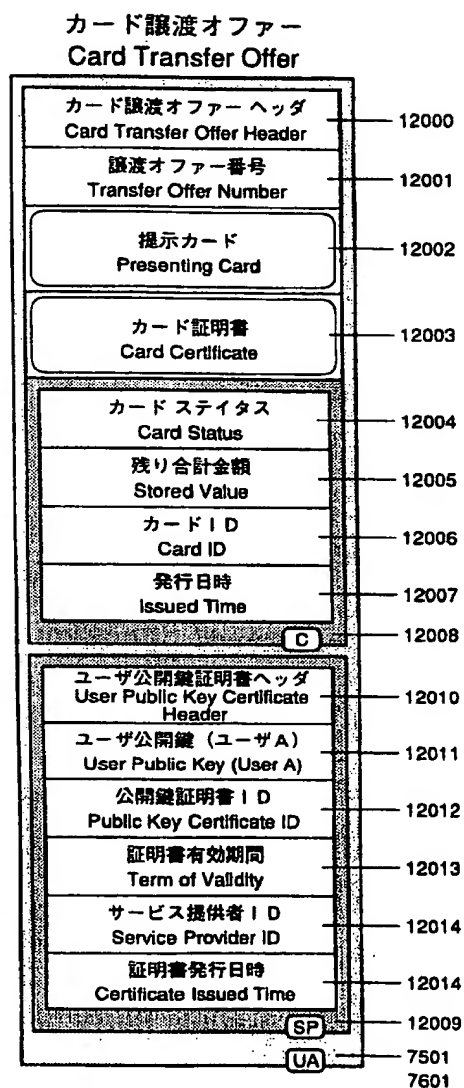 カード譲渡オファー
Card Transfer Offer
カード譲渡オファー ヘッダ
Card Transfer Offer Header
12000
譲渡オファー番号
Transfer Offer Number
12001
提示カード
Presenting Card
12002
カード証明書
Card Certificate
12003
カード ステイタス
Card Status
12004
残り合計金額
Stored Value
12005
カードＩＤ
Card ID
12006
発行日時
Issued Time
12007
C
12008
ユーザ公開鍵証明書ヘッダ
User Public Key Certificate
Header
12010
ユーザ公開鍵（ユーザA）
User Public Key (User A)
12011
公開鍵証明書ＩＤ
Public Key Certificate ID
12012
証明書有効期間
Term of Validity
12013
サービス提供者ＩＤ
Service Provider ID
12014
証明書発行日時
Certificate Issued Time
12014
SP
12009
UA
7501
7601